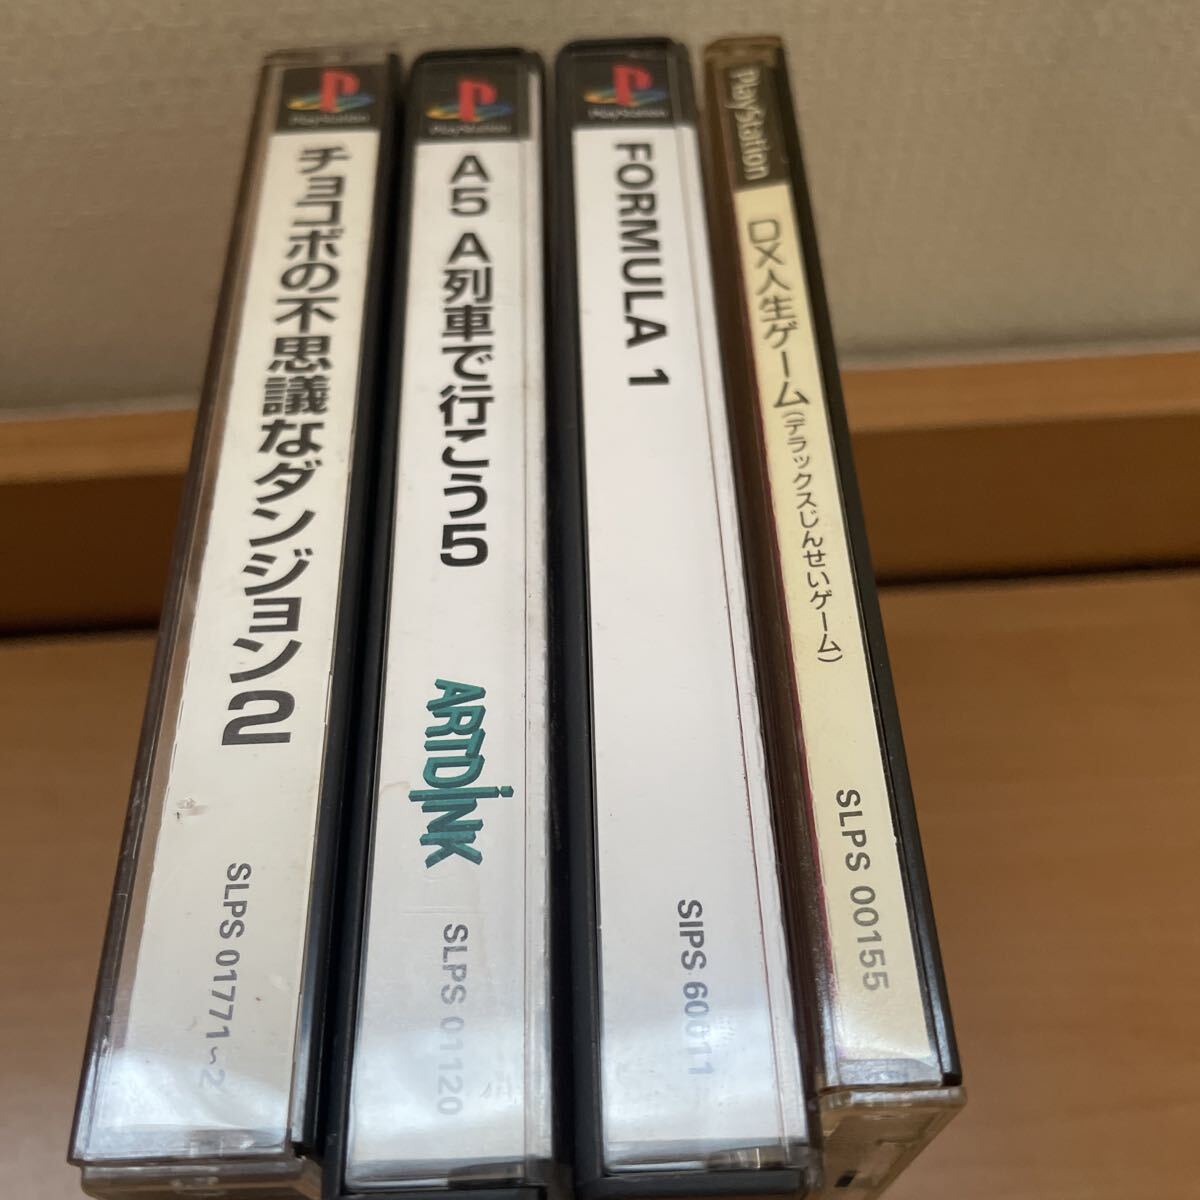 PlayStation
チョコボの不思議なダンジョン2
SLPS 01771~2
PlayStation
A5 A列車で行こう5
ARTDINK
SLPS 01120
PlayStation
FORMULA 1
SIPS 60011
PlayStation
DX人生ゲーム(デラックスじんせいゲーム)
SLPS 00155